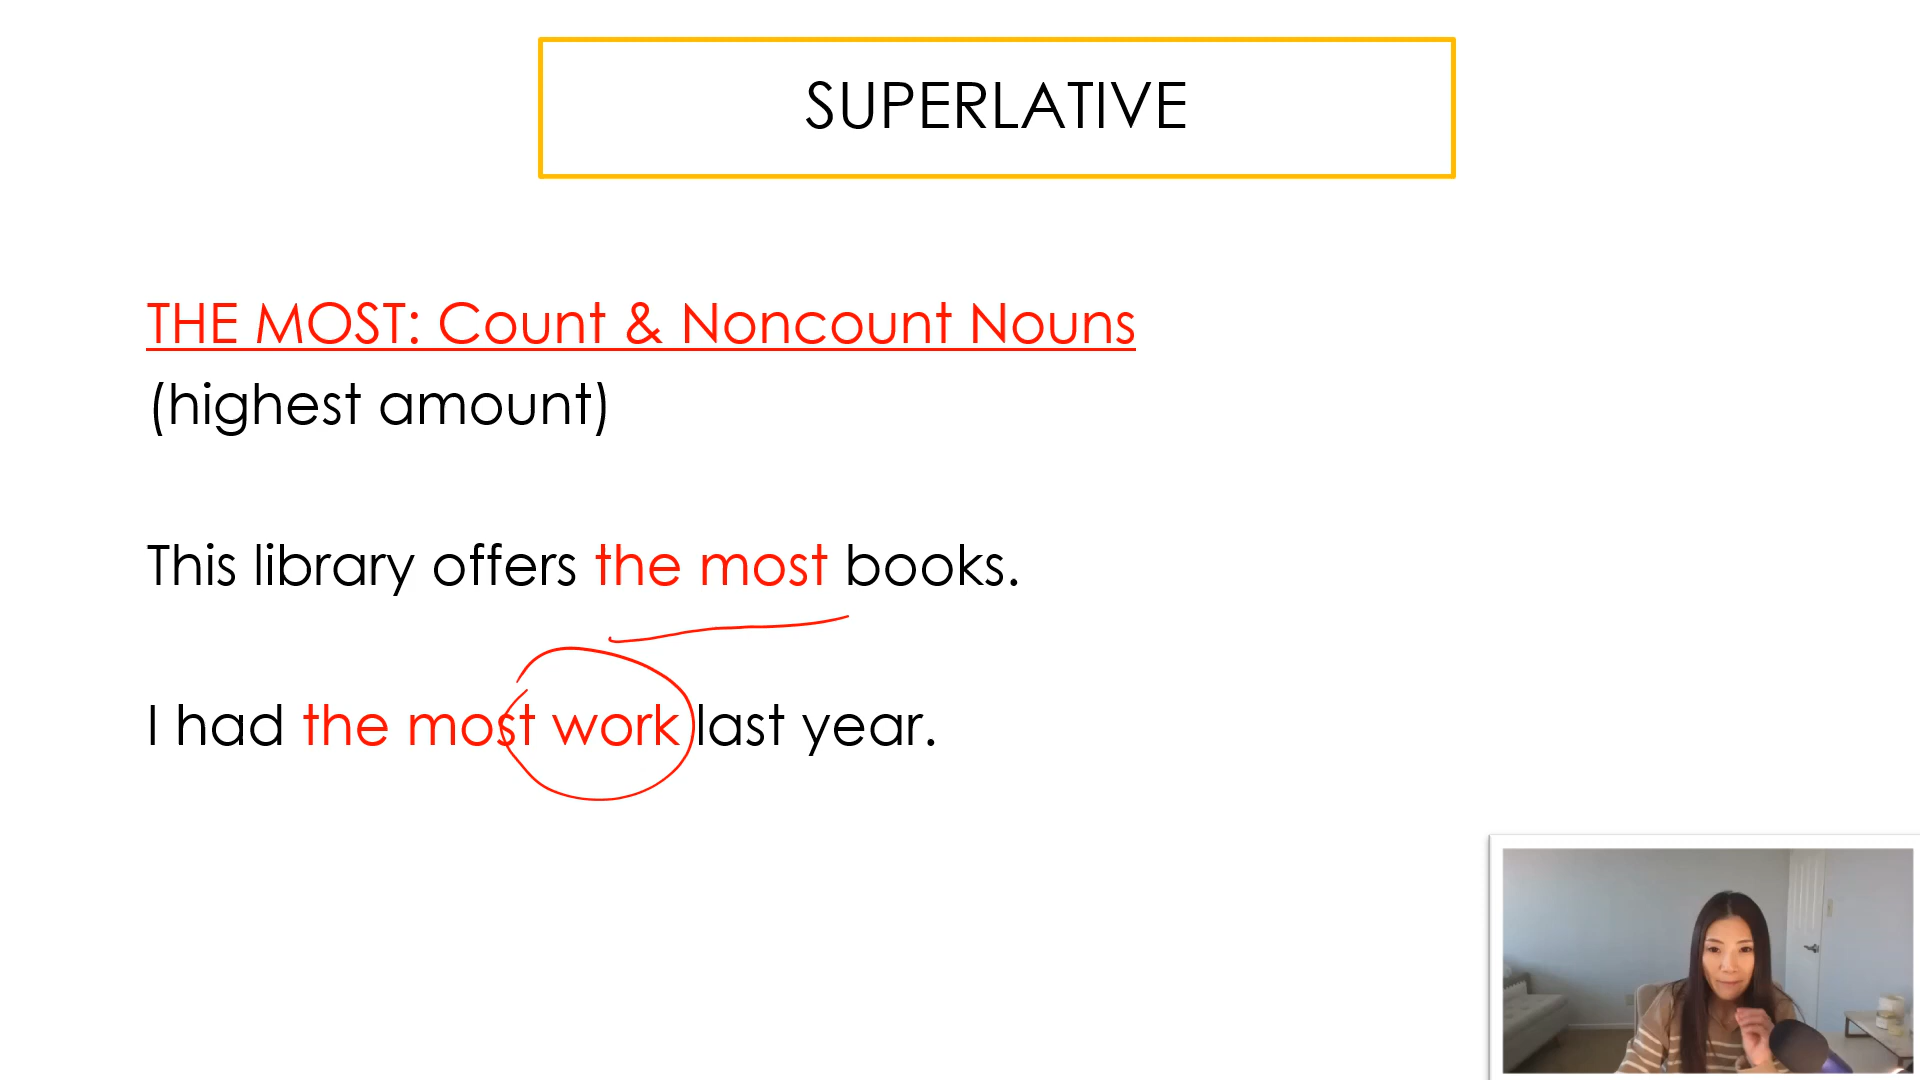 SUPERLATIVE
THE MOST: Count & Noncount Nouns
(highest amount)
This library offers the most books.
I had the most work last year.